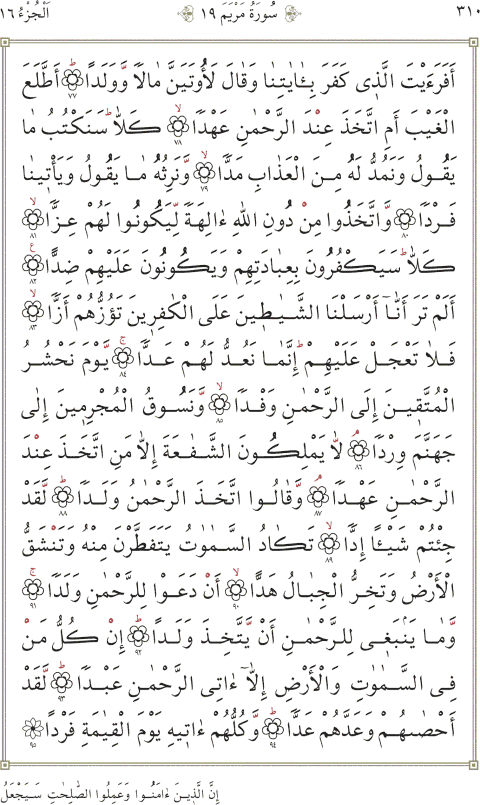 ٣١٠ سُورَةُ مَرْيَمَ ١٩ اَلْجُزْءُ ١٦
أَفَرَءَيْتَ الَّذِى كَفَرَ بِـَٔايَٰتِنَا وَقَالَ لَأُوتَيَنَّ مَالًا وَّوَلَدًا ؕ ٧٧ أَطَّلَعَ
الْغَيْبَ أَمِ اتَّخَذَ عِنْدَ الرَّحْمَٰنِ عَهْدًا ۙ ٧٨ كَلَّا ؕ سَنَكْتُبُ مَا
يَقُولُ وَنَمُدُّ لَهُ مِنَ الْعَذَابِ مَدًّا ۙ ٧٩ وَّنَرِثُهُ مَا يَقُولُ وَيَأْتِينَا
فَرْدًا ٨٠ وَاتَّخَذُوا مِنْ دُونِ اللهِ ءَالِهَةً لِّيَكُونُوا لَهُمْ عِزًّا ۙ ٨١
كَلَّا ؕ سَيَكْفُرُونَ بِعِبَادَتِهِمْ وَيَكُونُونَ عَلَيْهِمْ ضِدًّا ع ٨٢
أَلَمْ تَرَ أَنَّآ أَرْسَلْنَا الشَّيَٰطِينَ عَلَى الْكَٰفِرِينَ تَؤُزُّهُمْ أَزًّا ۙ ٨٣
فَلَا تَعْجَلْ عَلَيْهِمْ ؕ إِنَّمَا نَعُدُّ لَهُمْ عَدًّا ۚ ٨٤ يَّوْمَ نَحْشُرُ
الْمُتَّقِينَ إِلَى الرَّحْمَٰنِ وَفْدًا ۙ ٨٥ وَّنَسُوقُ الْمُجْرِمِينَ إِلَى
جَهَنَّمَ وِرْدًا ۘ ٨٦ لَّا يَمْلِكُونَ الشَّفَٰعَةَ إِلَّا مَنِ اتَّخَذَ عِنْدَ
الرَّحْمَٰنِ عَهْدًا ۘ ٨٧ وَّقَالُوا اتَّخَذَ الرَّحْمَٰنُ وَلَدًا ؕ ٨٨ لَّقَدْ
جِئْتُمْ شَيْـًٔا إِدًّا ۙ ٨٩ تَكَادُ السَّمَٰوَٰتُ يَتَفَطَّرْنَ مِنْهُ وَتَنْشَقُّ
الْأَرْضُ وَتَخِرُّ الْجِبَالُ هَدًّا ۙ ٩٠ أَنْ دَعَوْا لِلرَّحْمَٰنِ وَلَدًا ۚ ٩١
وَّمَا يَنْۢبَغِى لِلرَّحْمَٰنِ أَنْ يَّتَّخِذَ وَلَدًا ؕ ٩٢ إِنْ كُلُّ مَنْ
فِى السَّمَٰوَٰتِ وَالْأَرْضِ إِلَّآ ءَاتِى الرَّحْمَٰنِ عَبْدًا ؕ ٩٣ لَّقَدْ
أَحْصَىٰهُمْ وَعَدَّهُمْ عَدًّا ؕ ٩٤ وَّكُلُّهُمْ ءَاتِيهِ يَوْمَ الْقِيَٰمَةِ فَرْدًا ٩٥
إِنَّ الَّذِينَ ءَامَنُوا وَعَمِلُوا الصَّٰلِحَٰتِ سَيَجْعَلُ